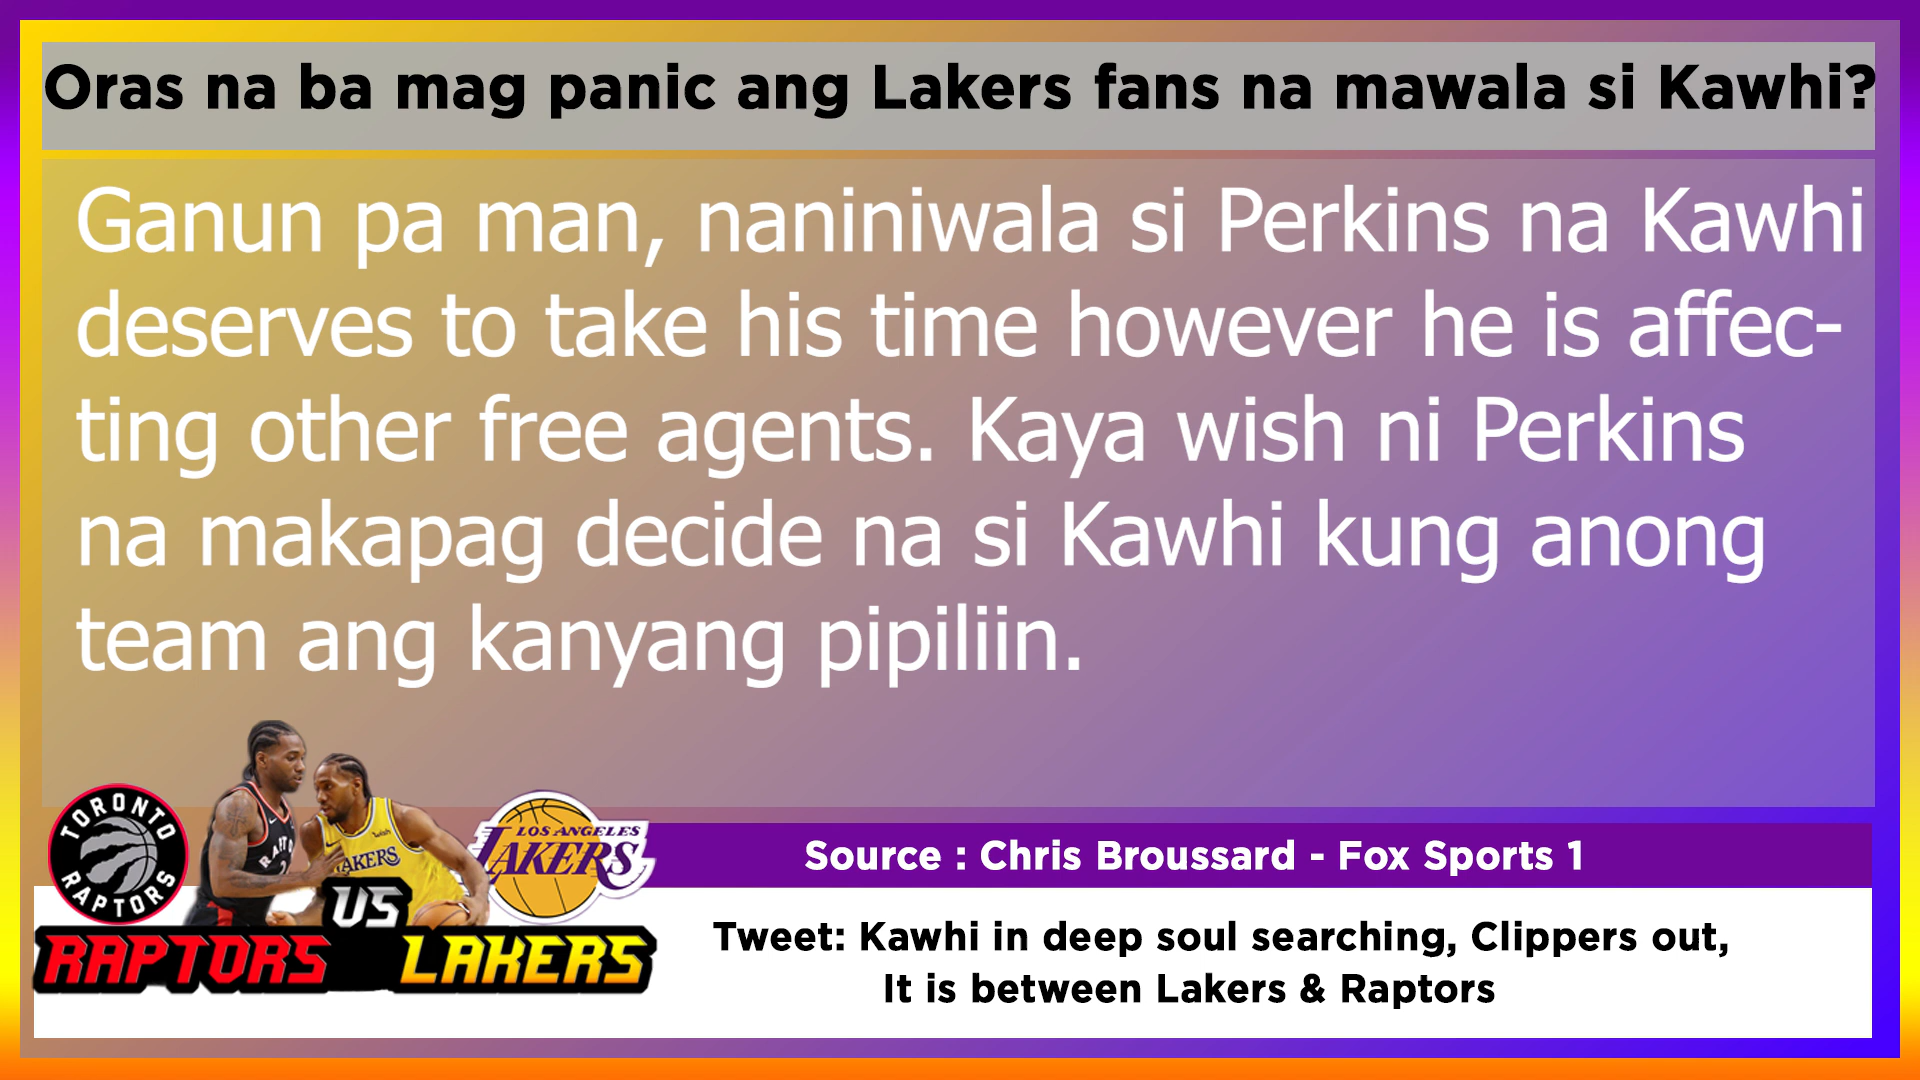 Oras na ba mag panic ang Lakers fans na mawala si Kawhi?
Ganun pa man, naniniwala si Perkins na Kawhi
deserves to take his time however he is affec-
ting other free agents. Kaya wish ni Perkins
na makapag decide na si Kawhi kung anong
team ang kanyang pipiliin.
TORONTO
RAPTORS
LOS ANGELES
LAKERS
LAKERS
VS
RAPTORS LAKERS
Source : Chris Broussard - Fox Sports 1
Tweet: Kawhi in deep soul searching, Clippers out,
It is between Lakers & Raptors